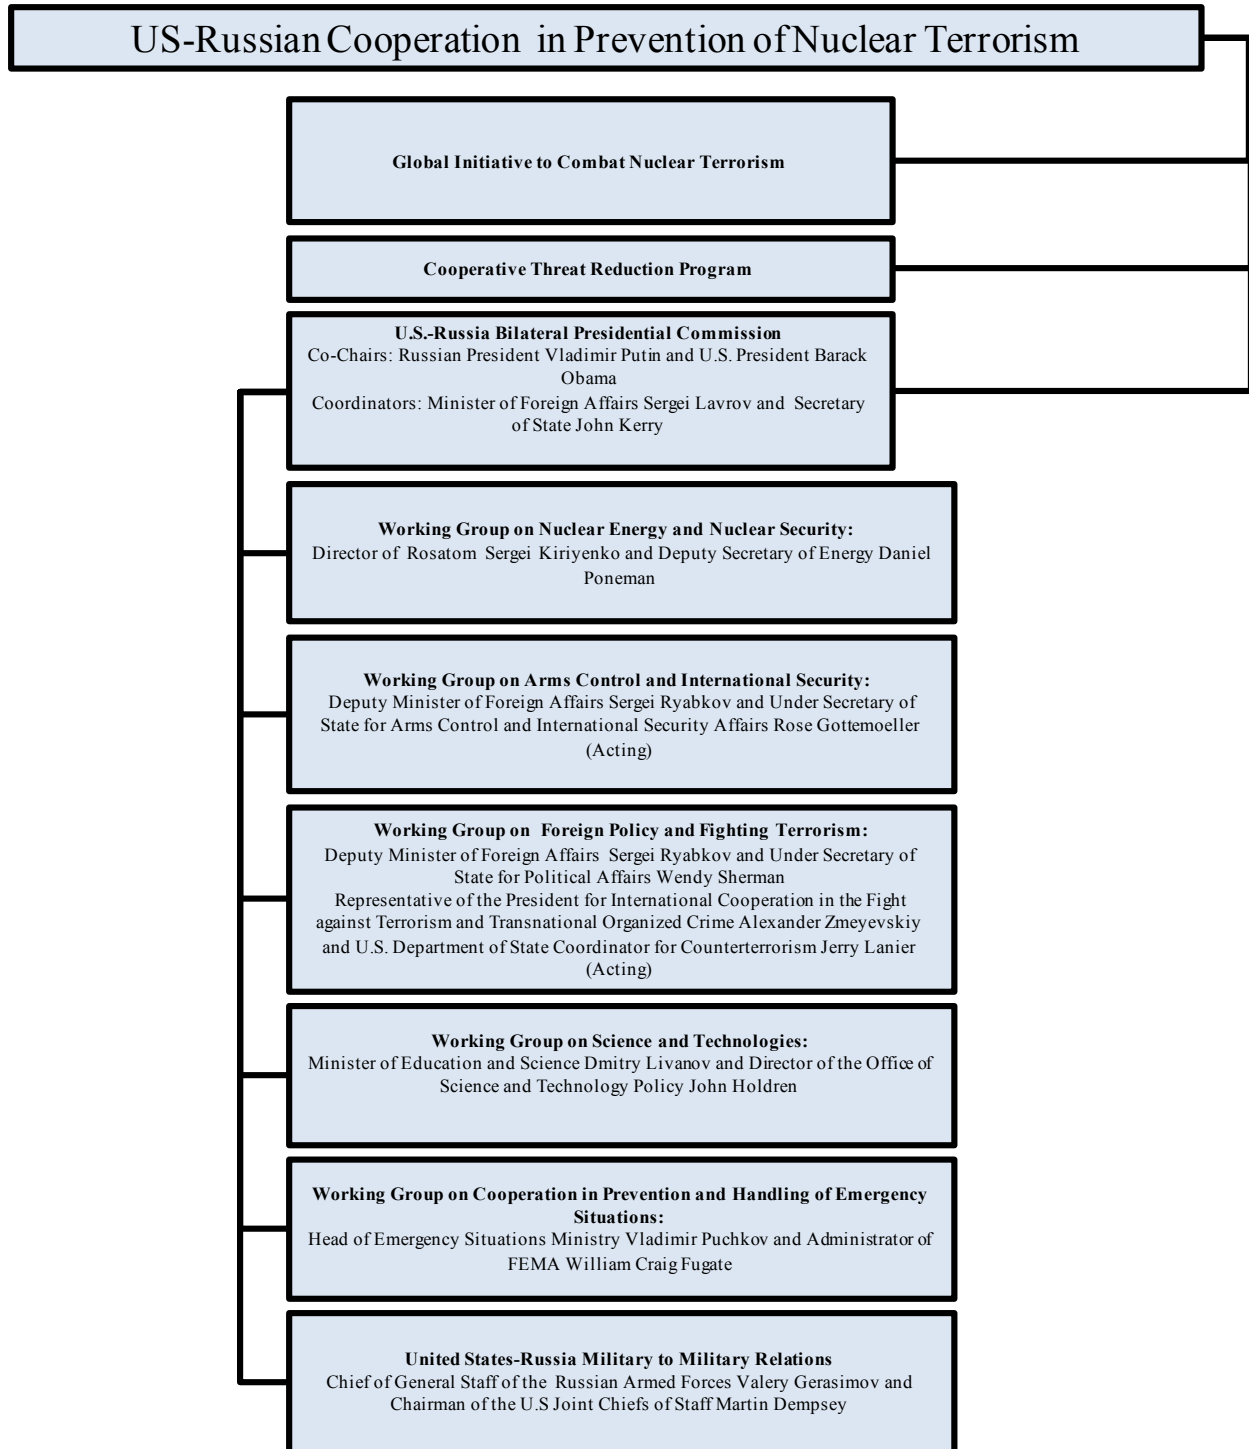 US-Russian Cooperation in Prevention of Nuclear Terrorism
Global Initiative to Combat Nuclear Terrorism
Cooperative Threat Reduction Program
U.S.-Russia Bilateral Presidential Commission
Co-Chairs: Russian President Vladimir Putin and U.S. President Barack
Obama
Coordinators: Minister of Foreign Affairs Sergei Lavrov and Secretary
of State John Kerry
Working Group on Nuclear Energy and Nuclear Security:
Director of Rosatom Sergei Kiriyenko and Deputy Secretary of Energy Daniel
Poneman
Working Group on Arms Control and International Security:
Deputy Minister of Foreign Affairs Sergei Ryabkov and Under Secretary of
State for Arms Control and International Security Affairs Rose Gottemoeller
(Acting)
Working Group on Foreign Policy and Fighting Terrorism:
Deputy Minister of Foreign Affairs Sergei Ryabkov and Under Secretary of
State for Political Affairs Wendy Sherman
Representative of the President for International Cooperation in the Fight
against Terrorism and Transnational Organized Crime Alexander Zmeyevskiy
and U.S. Department of State Coordinator for Counterterrorism Jerry Lanier
(Acting)
Working Group on Science and Technologies:
Minister of Education and Science Dmitry Livanov and Director of the Office of
Science and Technology Policy John Holdren
Working Group on Cooperation in Prevention and Handling of Emergency
Situations:
Head of Emergency Situations Ministry Vladimir Puchkov and Administrator of
FEMA William Craig Fugate
United States-Russia Military to Military Relations
Chief of General Staff of the Russian Armed Forces Valery Gerasimov and
Chairman of the U.S Joint Chiefs of Staff Martin Dempsey